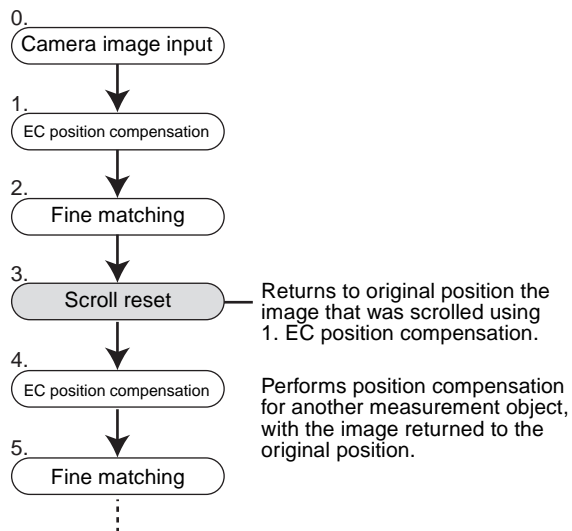 0.
Camera image input
1.
EC position compensation
2.
Fine matching
3.
Scroll reset
Returns to original position the
image that was scrolled using
1. EC position compensation.
4.
EC position compensation
Performs position compensation
for another measurement object,
with the image returned to the
original position.
5.
Fine matching